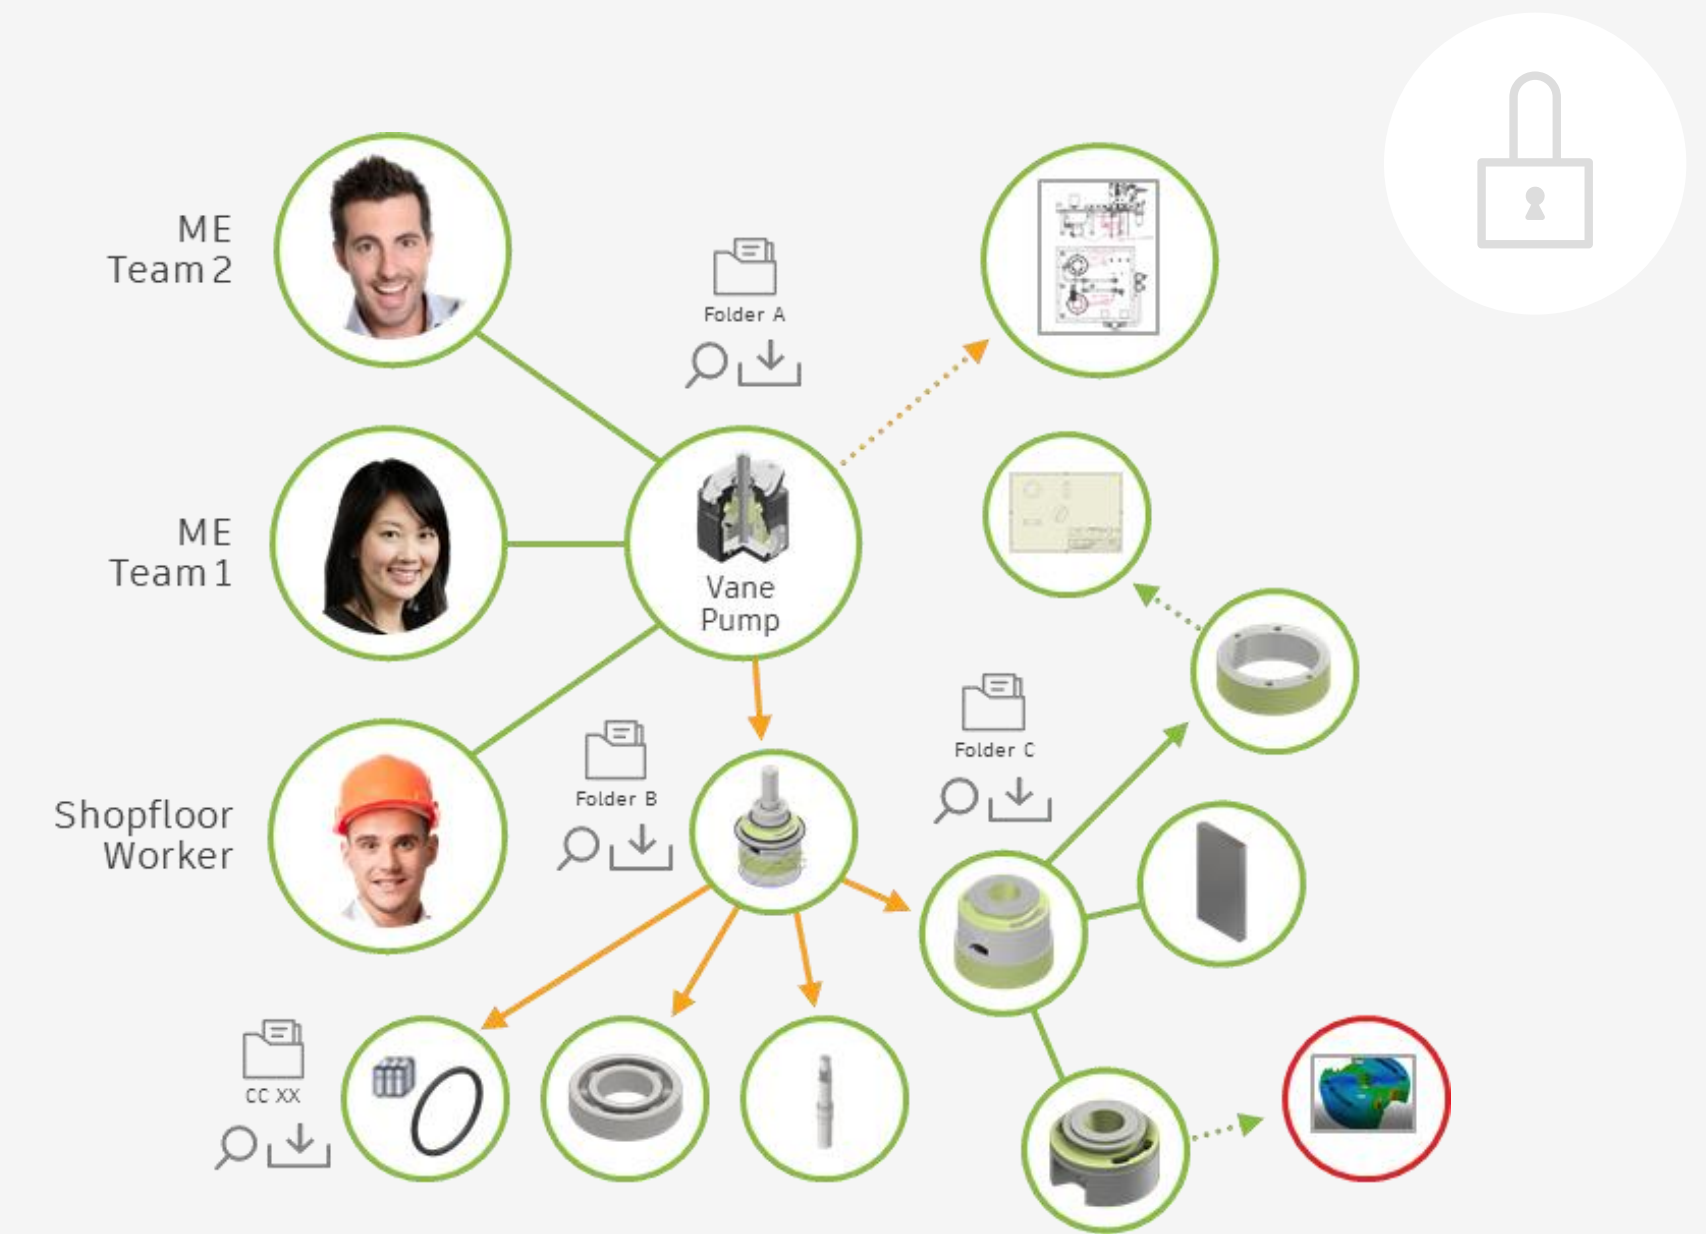 ME
Team 2
Folder A
ME
Team 1
Vane
Pump
Folder C
Folder B
Shopfloor
Worker
CC XX